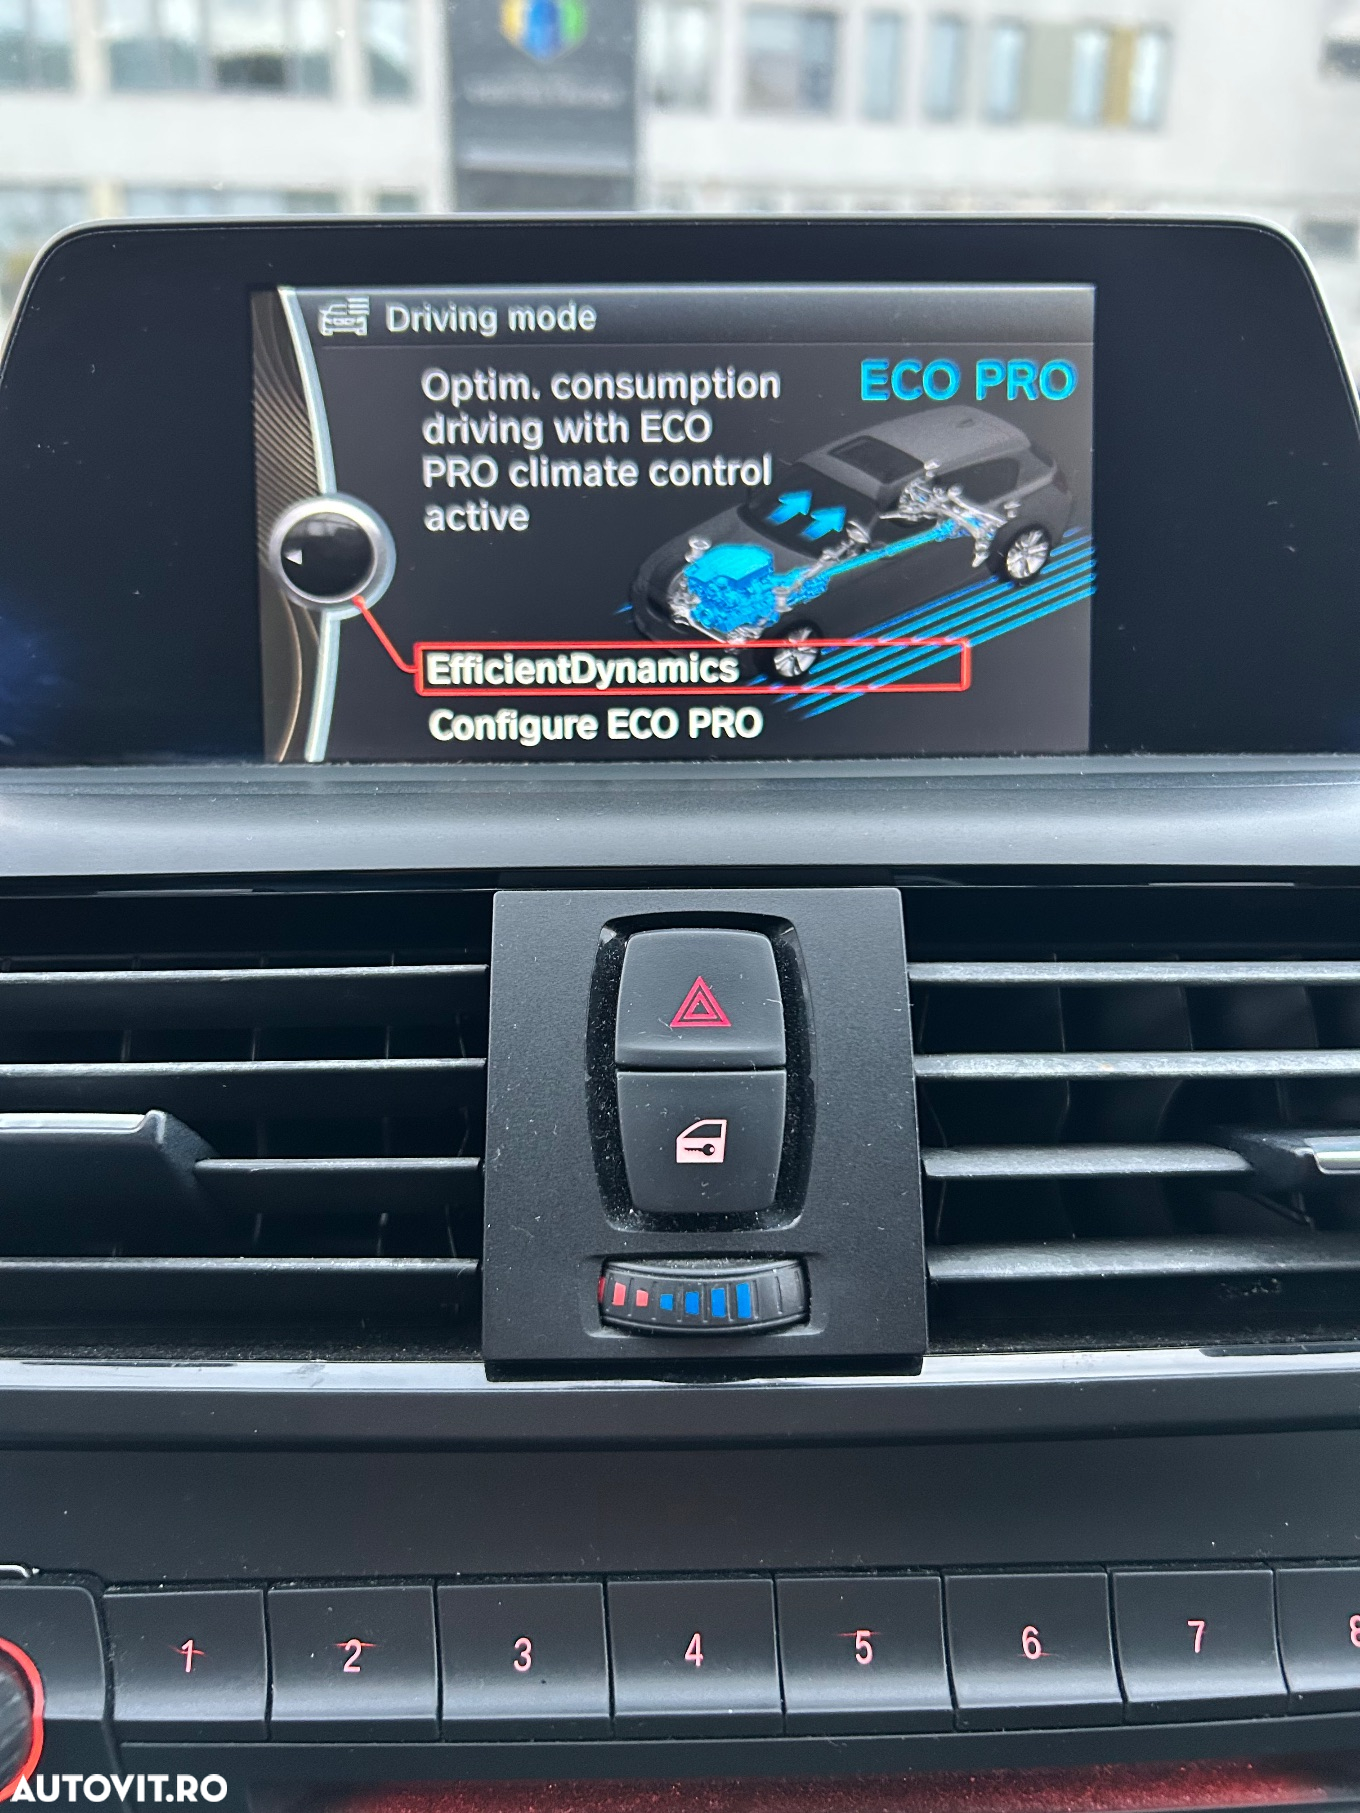 Driving mode
Optim. consumption
driving with ECO
PRO climate control
active
ECO PRO
EfficientDynamics
Configure ECO PRO
1 2 3 4 5 6 7 8
AUTOVIT.RO